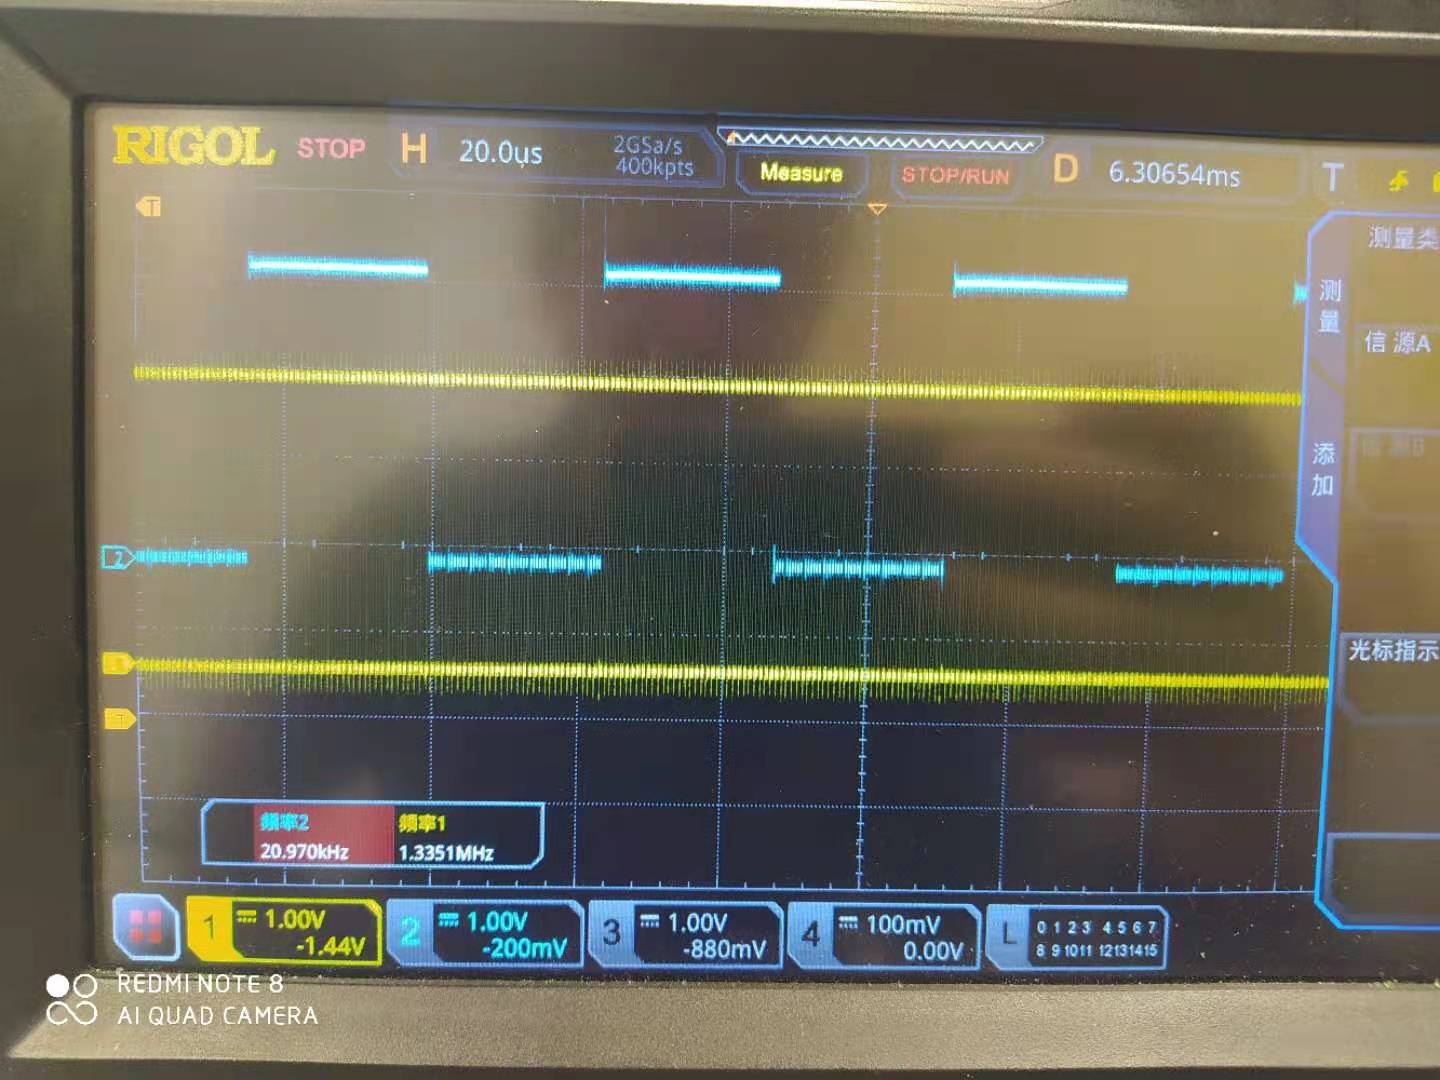 RIGOL STOP H 20.0us 2GSa/s 400kpts Measure STOP/RUN D 6.30654ms T
T
测量类
测量
信源A
添加
2
光标指示
T
频率2 频率1
20.970kHz 1.3351MHz
1 1.00V -1.44V
2 1.00V -200mV
3 1.00V -880mV
4 100mV 0.00V
L 0 1 2 3 4 5 6 7
8 9 10 11 12 13 14 15
REDMI NOTE 8
AI QUAD CAMERA